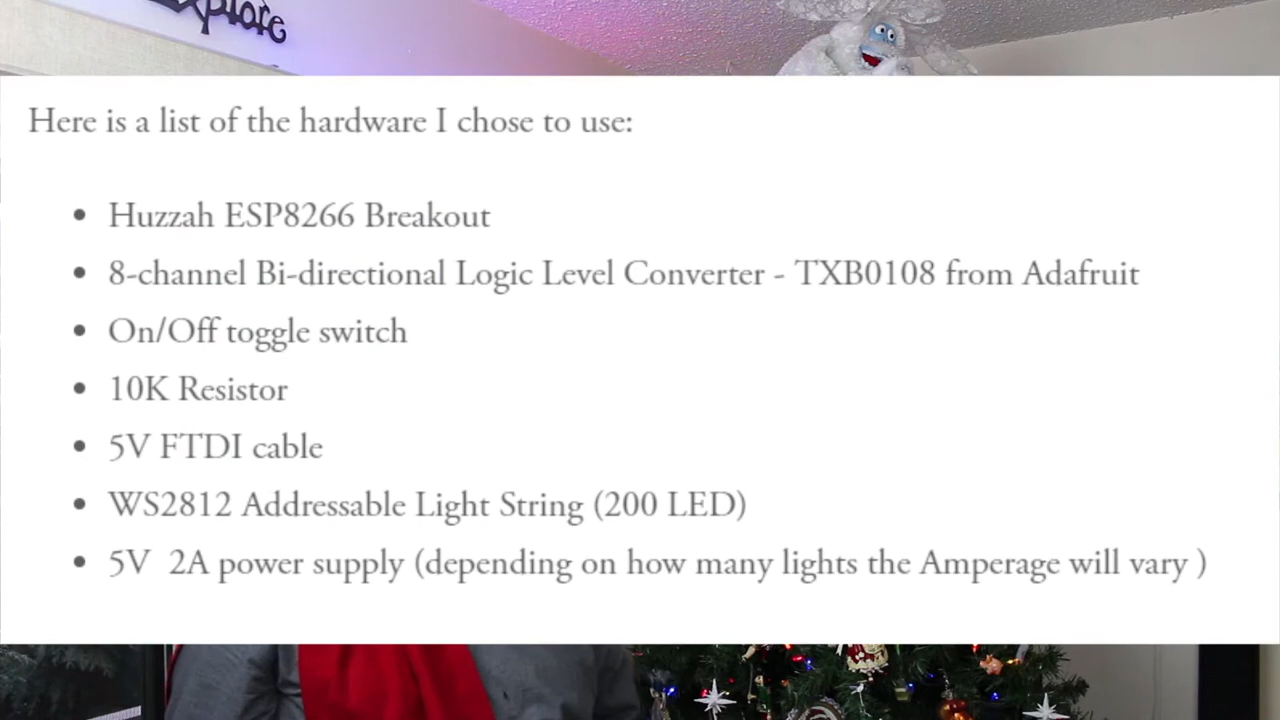 Explore
Here is a list of the hardware I chose to use:
• Huzzah ESP8266 Breakout
• 8-channel Bi-directional Logic Level Converter - TXB0108 from Adafruit
• On/Off toggle switch
• 10K Resistor
• 5V FTDI cable
• WS2812 Addressable Light String (200 LED)
• 5V  2A power supply (depending on how many lights the Amperage will vary )